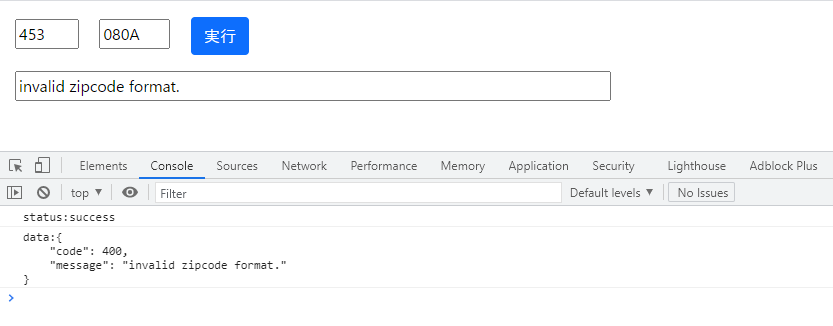 453 080A 実行
invalid zipcode format.
Elements Console Sources Network Performance Memory Application Security Lighthouse Adblock Plus
top ▼ Filter Default levels ▼ No Issues
status:success
data:{
    "code": 400,
    "message": "invalid zipcode format."
}
>